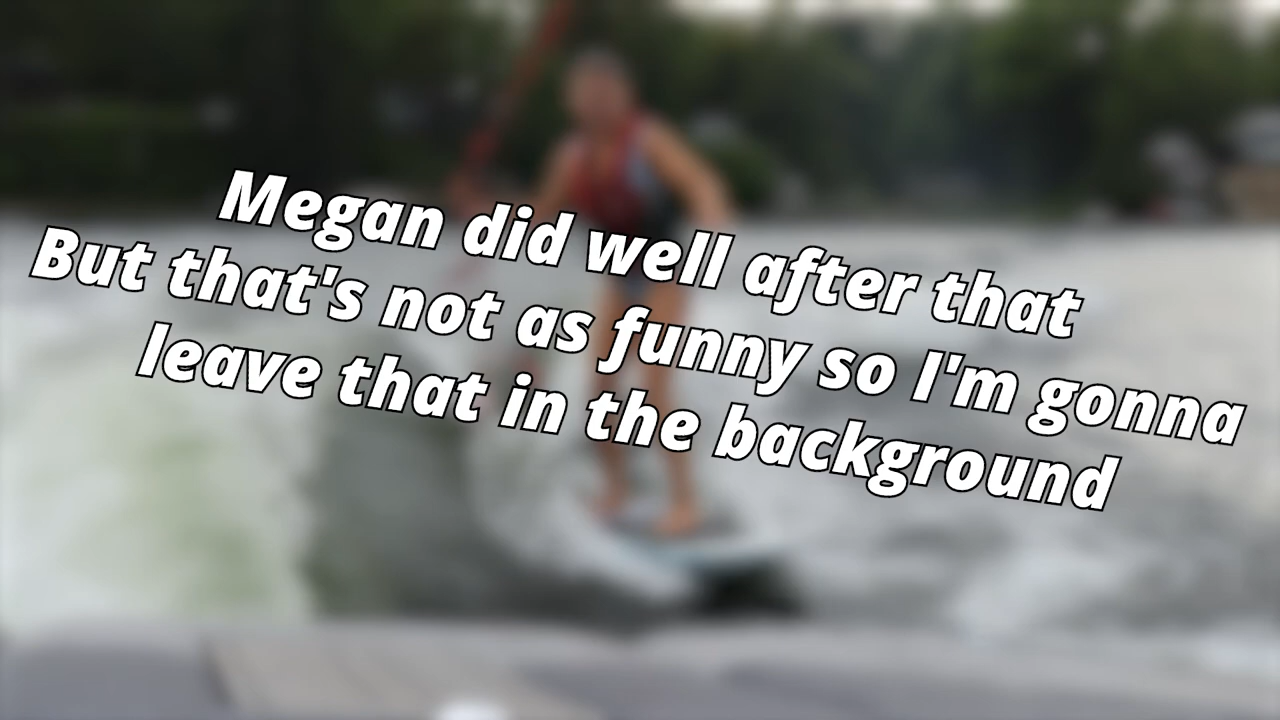 Megan did well after that
But that's not as funny so I'm gonna
leave that in the background